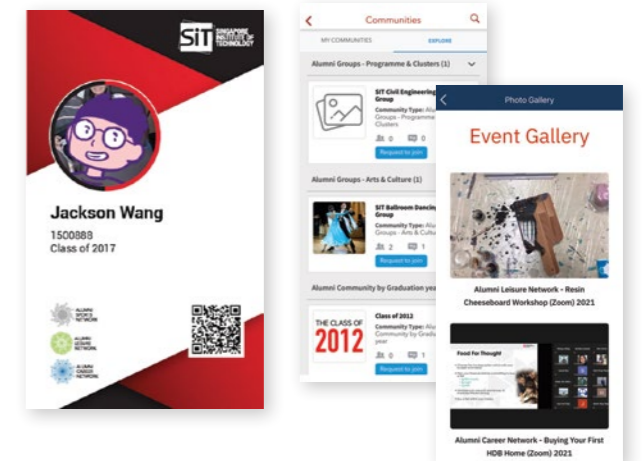 SiT SINGAPORE
INSTITUTE OF
TECHNOLOGY
Jackson Wang
1500888
Class of 2017
ALUMNI
SPORTS
NETWORK
ALUMNI
LEISURE
NETWORK
ALUMNI
CAREER
NETWORK
Communities
MY COMMUNITIES
EXPLORE
Alumni Groups - Programme & Clusters (1)
SIT Civil Engineering
Group
Community Type: Alu
Groups - Programme
Clusters
0
0
Request to join
Alumni Groups - Arts & Culture (1)
SIT Ballroom Dancing
Group
Community Type: Alu
Groups - Arts & Cultu
2
1
Request to join
Alumni Community by Graduation yea
THE CLASS OF
2012
Class of 2012
Community Type: Alu
Community by Gradu
year
0
1
Request to join
Photo Gallery
Event Gallery
Alumni Leisure Network - Resin
Cheeseboard Workshop (Zoom) 2021
Food For Thought
Alumni Career Network - Buying Your First
HDB Home (Zoom) 2021